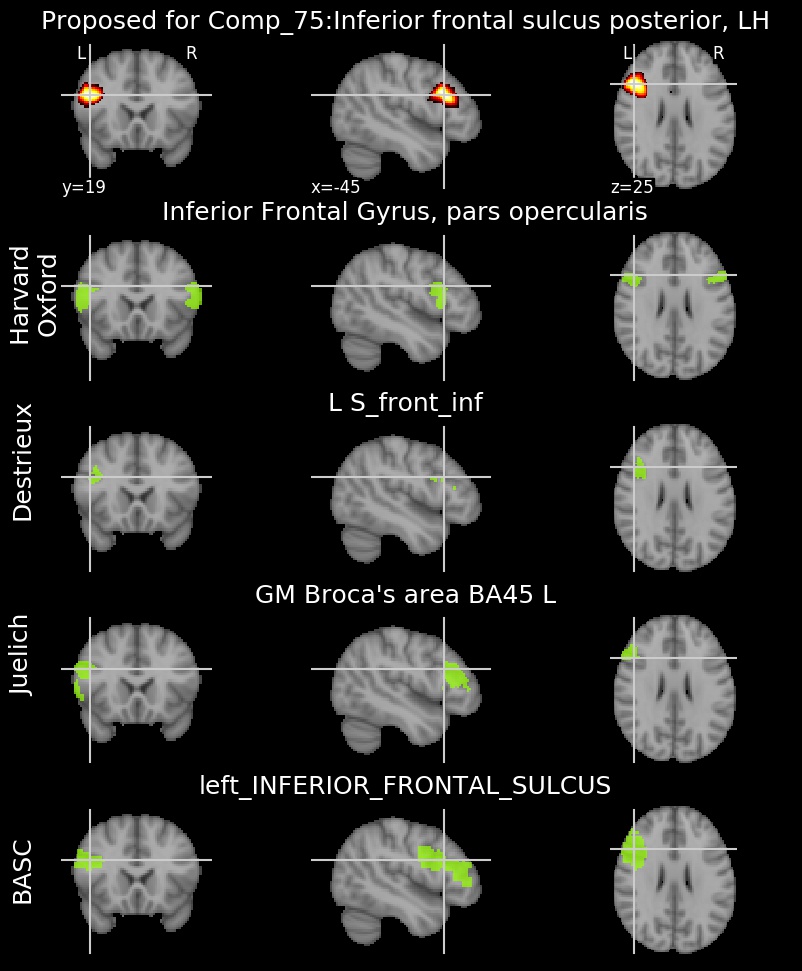 Proposed for Comp_75:Inferior frontal sulcus posterior, LH
L R L R
y=19 x=-45 z=25
Inferior Frontal Gyrus, pars opercularis
Harvard
Oxford
L S_front_inf
Destrieux
GM Broca's area BA45 L
Juelich
left_INFERIOR_FRONTAL_SULCUS
BASC